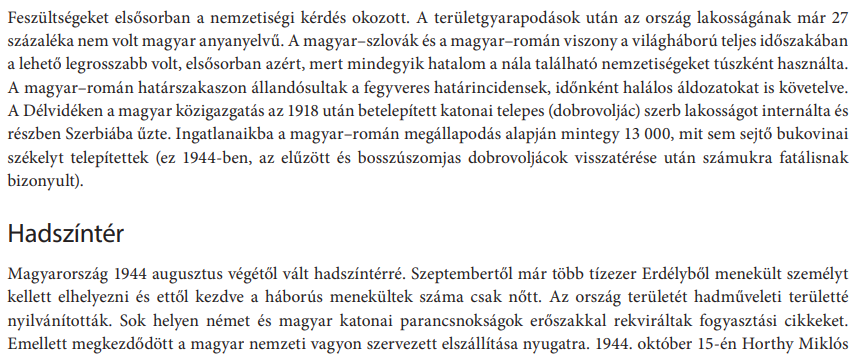 Feszültségeket elsősorban a nemzetiségi kérdés okozott. A területgyarapodások után az ország lakosságának már 27
százaléka nem volt magyar anyanyelvű. A magyar–szlovák és a magyar–román viszony a világháború teljes időszakában
a lehető legrosszabb volt, elsősorban azért, mert mindegyik hatalom a nála található nemzetiségeket túszként használta.
A magyar–román határszakaszon állandósultak a fegyveres határincidensek, időnként halálos áldozatokat is követelve.
A Délvidéken a magyar közigazgatás az 1918 után betelepített katonai telepes (dobrovoljác) szerb lakosságot internálta és
részben Szerbiába űzte. Ingatlanaikba a magyar–román megállapodás alapján mintegy 13 000, mit sem sejtő bukovinai
székelyt telepítettek (ez 1944-ben, az elűzött és bosszúszomjas dobrovoljácok visszatérése után számukra fatálisnak
bizonyult).
Hadszíntér
Magyarország 1944 augusztus végétől vált hadszíntérré. Szeptembertől már több tízezer Erdélyből menekült személyt
kellett elhelyezni és ettől kezdve a háborús menekültek száma csak nőtt. Az ország területét hadműveleti területté
nyilvánították. Sok helyen német és magyar katonai parancsnokságok erőszakkal rekviráltak fogyasztási cikkeket.
Emellett megkezdődött a magyar nemzeti vagyon szervezett elszállítása nyugatra. 1944. október 15-én Horthy Miklós